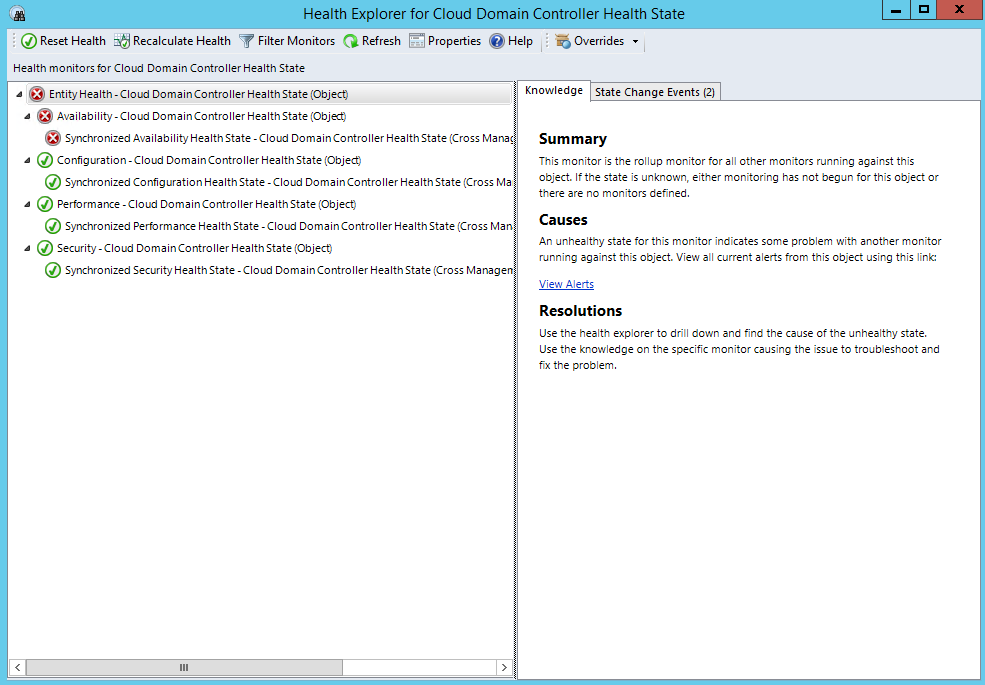 Health Explorer for Cloud Domain Controller Health State
Reset Health Recalculate Health Filter Monitors Refresh Properties Help Overrides
Health monitors for Cloud Domain Controller Health State
Entity Health - Cloud Domain Controller Health State (Object)
Availability - Cloud Domain Controller Health State (Object)
Synchronized Availability Health State - Cloud Domain Controller Health State (Cross Manag
Configuration - Cloud Domain Controller Health State (Object)
Synchronized Configuration Health State - Cloud Domain Controller Health State (Cross Ma
Performance - Cloud Domain Controller Health State (Object)
Synchronized Performance Health State - Cloud Domain Controller Health State (Cross Man
Security - Cloud Domain Controller Health State (Object)
Synchronized Security Health State - Cloud Domain Controller Health State (Cross Managem
Knowledge State Change Events (2)
Summary
This monitor is the rollup monitor for all other monitors running against this
object. If the state is unknown, either monitoring has not begun for this object or
there are no monitors defined.
Causes
An unhealthy state for this monitor indicates some problem with another monitor
running against this object. View all current alerts from this object using this link:
View Alerts
Resolutions
Use the health explorer to drill down and find the cause of the unhealthy state.
Use the knowledge on the specific monitor causing the issue to troubleshoot and
fix the problem.